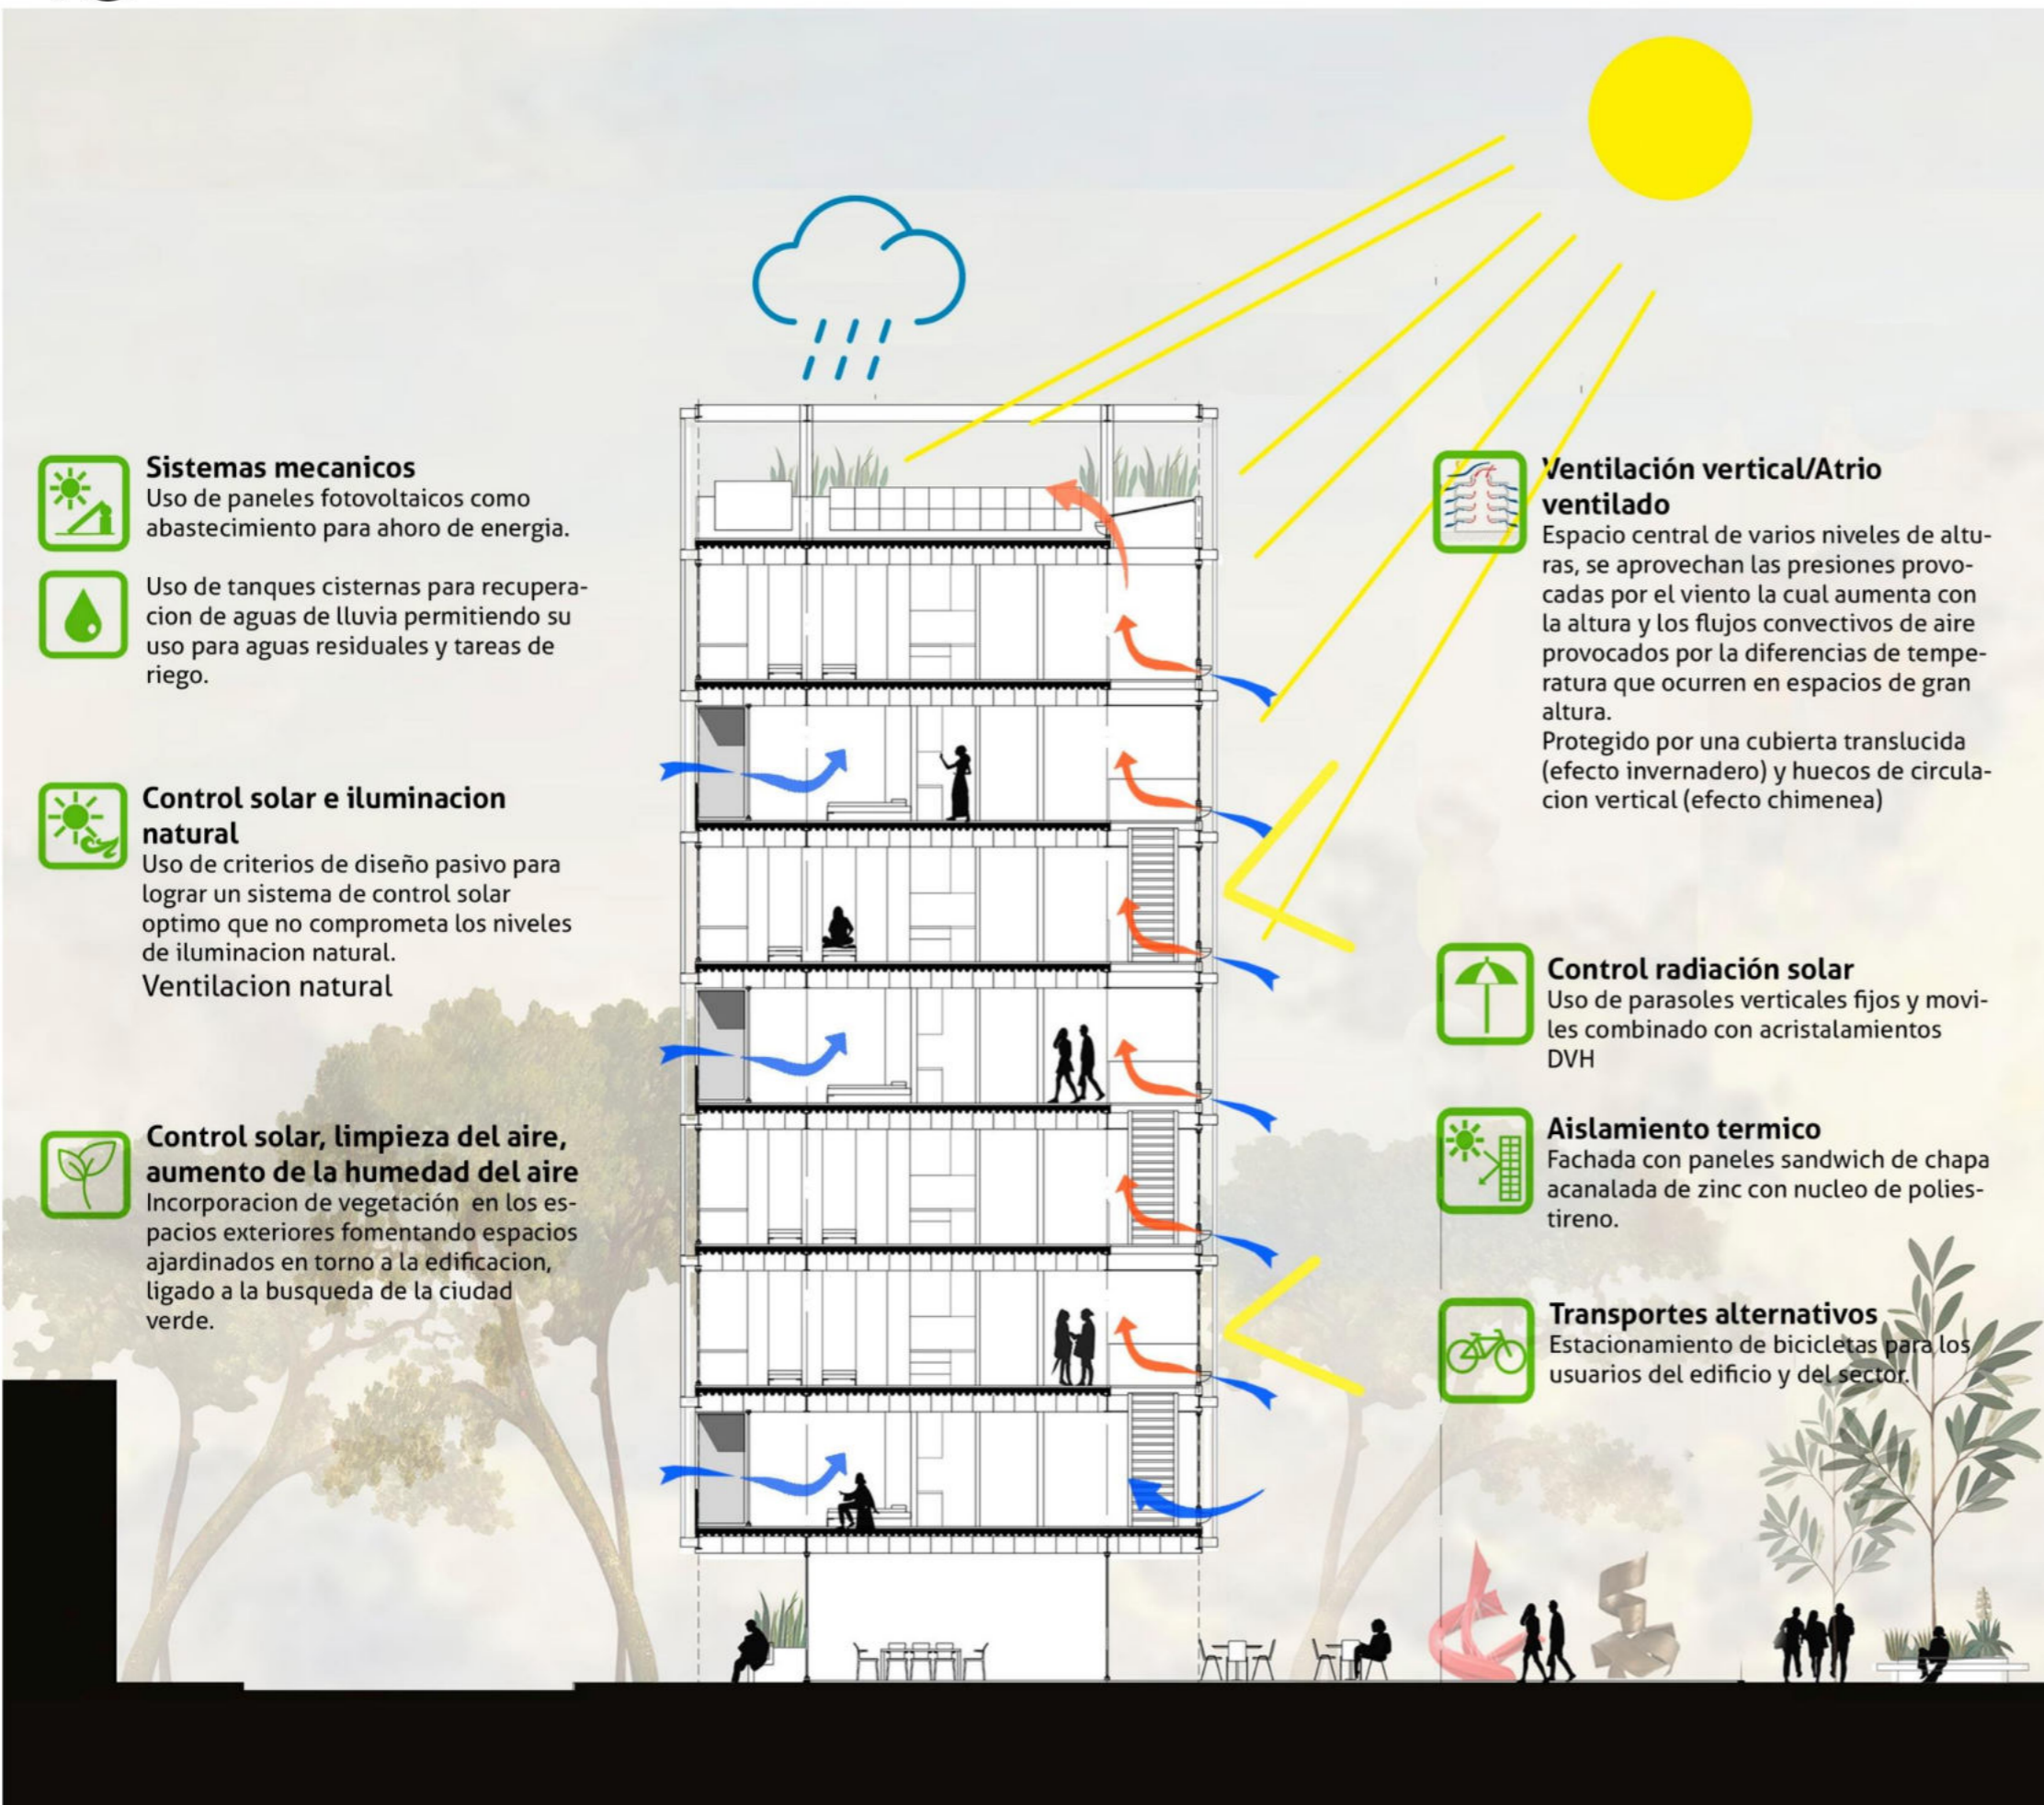 Sistemas mecanicos
Uso de paneles fotovoltaicos como
abastecimiento para ahoro de energia.
Uso de tanques cisternas para recupera-
cion de aguas de lluvia permitiendo su
uso para aguas residuales y tareas de
riego.
Control solar e iluminacion
natural
Uso de criterios de diseño pasivo para
lograr un sistema de control solar
optimo que no comprometa los niveles
de iluminacion natural.
Ventilacion natural
Control solar, limpieza del aire,
aumento de la humedad del aire
Incorporacion de vegetación en los es-
pacios exteriores fomentando espacios
ajardinados en torno a la edificacion,
ligado a la busqueda de la ciudad
verde.
Ventilación vertical/Atrio
ventilado
Espacio central de varios niveles de altu-
ras, se aprovechan las presiones provo-
cadas por el viento la cual aumenta con
la altura y los flujos convectivos de aire
provocados por la diferencias de tempe-
ratura que ocurren en espacios de gran
altura.
Protegido por una cubierta translucida
(efecto invernadero) y huecos de circula-
cion vertical (efecto chimenea)
Control radiación solar
Uso de parasoles verticales fijos y movi-
les combinado con acristalamientos
DVH
Aislamiento termico
Fachada con paneles sandwich de chapa
acanalada de zinc con nucleo de polies-
tireno.
Transportes alternativos
Estacionamiento de bicicletas para los
usuarios del edificio y del sector.